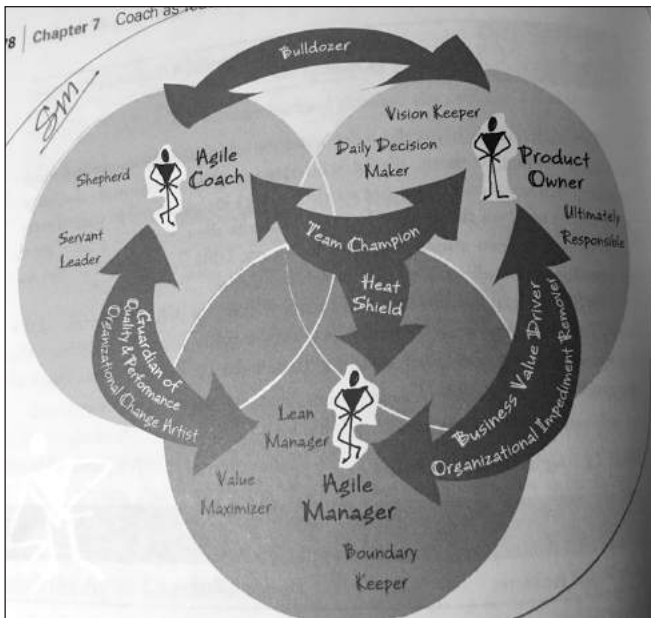 78 | Chapter 7 Coach as
SM
Bulldozer
Vision Keeper
Daily Decision
Maker
Product
Owner
Agile
Coach
Shepherd
Servant
Leader
Ultimately
Responsible
Team Champion
Heat
Shield
Guardian of
Quality & Performance
Organizational Change Artist
Business Value Driver
Organizational Impediment Remover
Lean
Manager
Value
Maximizer
Agile
Manager
Boundary
Keeper